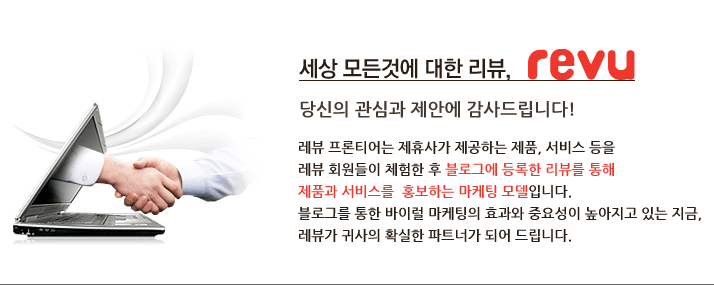 세상 모든것에 대한 리뷰, revu
당신의 관심과 제안에 감사드립니다!
레뷰 프론티어는 제휴사가 제공하는 제품, 서비스 등을
레뷰 회원들이 체험한 후 블로그에 등록한 리뷰를 통해
제품과 서비스를 홍보하는 마케팅 모델입니다.
블로그를 통한 바이럴 마케팅의 효과와 중요성이 높아지고 있는 지금,
레뷰가 귀사의 확실한 파트너가 되어 드립니다.